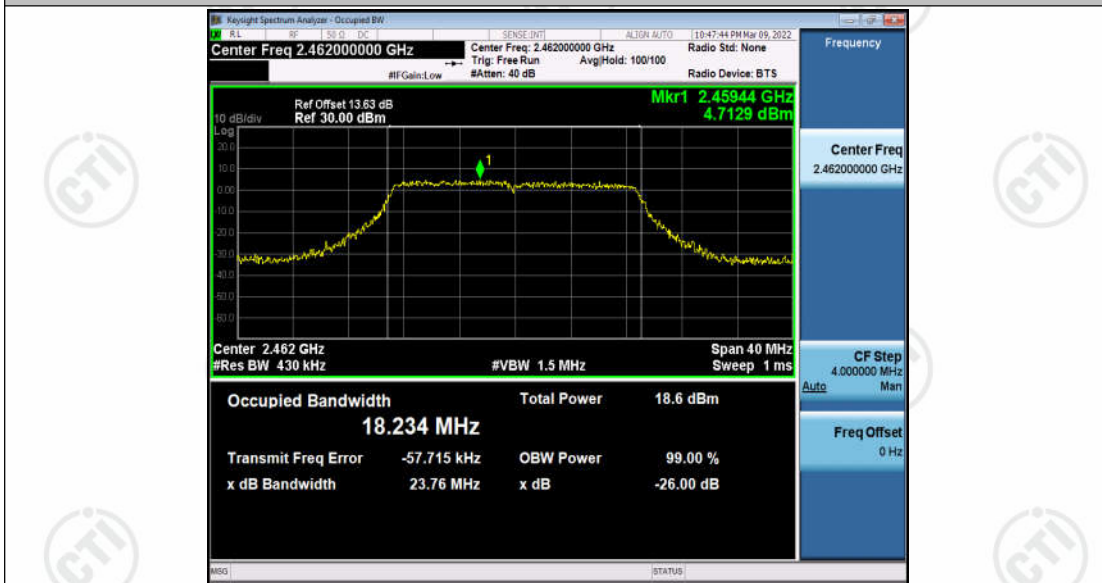 Keysight Spectrum Analyzer - Occupied BW
RL RF 50 Ω DC SENSE:INT ALIGN AUTO 10:47:44 PM Mar 09, 2022
Center Freq 2.462000000 GHz
Center Freq: 2.462000000 GHz
Radio Std: None
Trig: Free Run Avg|Hold: 100/100
#IFGain:Low #Atten: 40 dB Radio Device: BTS
Frequency
Mkr1 2.45944 GHz
4.7129 dBm
Ref Offset 13.63 dB
10 dB/div Ref 30.00 dBm
Log
20.0
10.0
0.00
-10.0
-20.0
-30.0
-40.0
-50.0
-60.0
1
Center Freq
2.462000000 GHz
Center 2.462 GHz Span 40 MHz
#Res BW 430 kHz #VBW 1.5 MHz Sweep 1 ms
CF Step
4.000000 MHz
Auto Man
Occupied Bandwidth Total Power 18.6 dBm
18.234 MHz
Transmit Freq Error -57.715 kHz OBW Power 99.00 %
x dB Bandwidth 23.76 MHz x dB -26.00 dB
Freq Offset
0 Hz
MSG STATUS
CTI
CTI
CTI
CTI